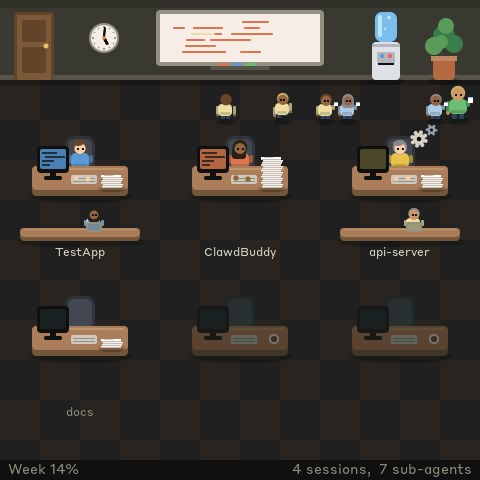 TestApp
ClawdBuddy
api-server
docs
Week 14%
4 sessions, 7 sub-agents